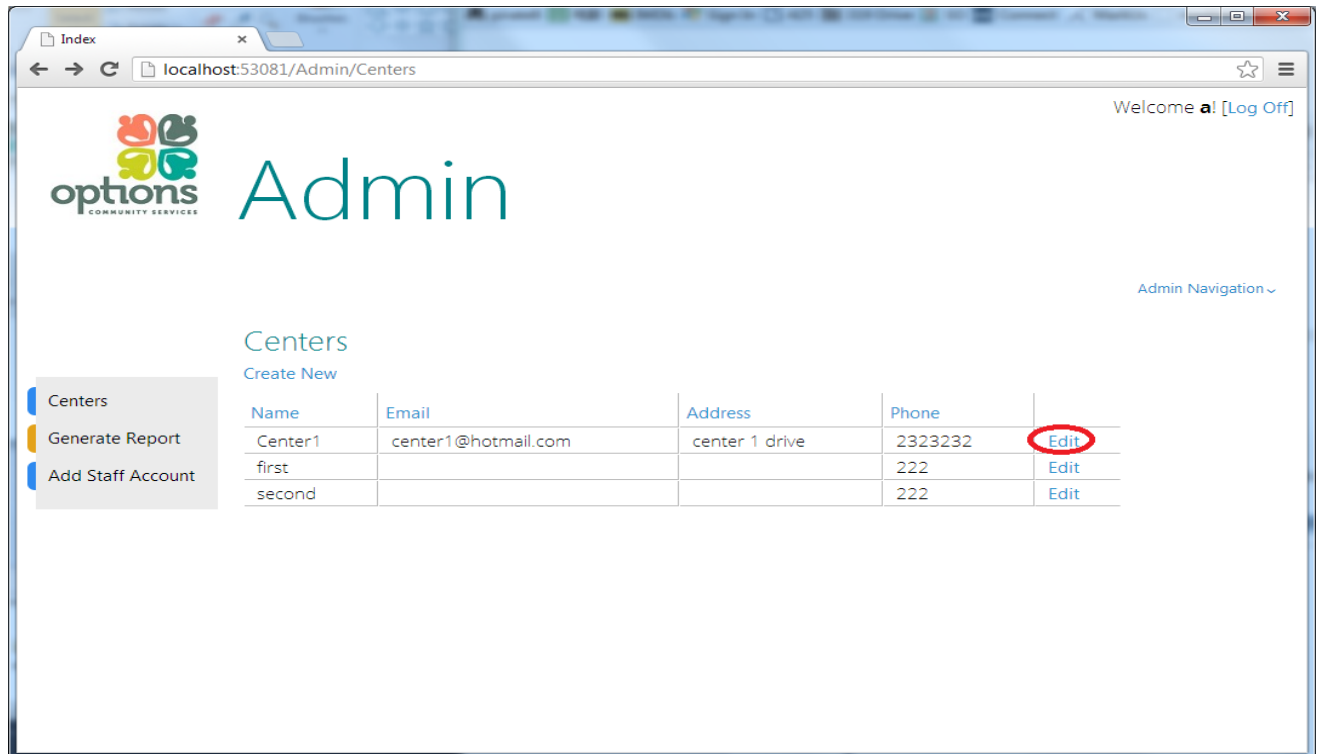 Index
localhost:53081/Admin/Centers
Welcome a! [Log Off]
options
COMMUNITY SERVICES
Admin
Admin Navigation
Centers
Create New
Centers
Generate Report
Add Staff Account
Name Email Address Phone
Center1 center1@hotmail.com center 1 drive 2323232 Edit
first 222 Edit
second 222 Edit